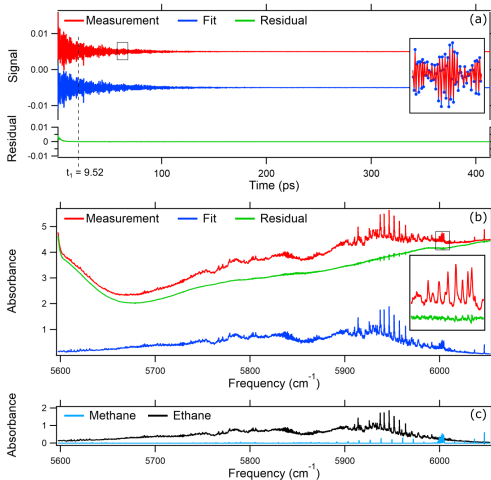 Measurement Fit Residual (a)
Signal
0.01
0.00
-0.01
Residual
0.01
0
-0.01
t1 = 9.52
100 200 300 400
Time (ps)
Measurement Fit Residual (b)
Absorbance
5
4
3
2
1
5600 5700 5800 5900 6000
Frequency (cm-1)
Methane Ethane (c)
Absorbance
2
1
0
5600 5700 5800 5900 6000
Frequency (cm-1)